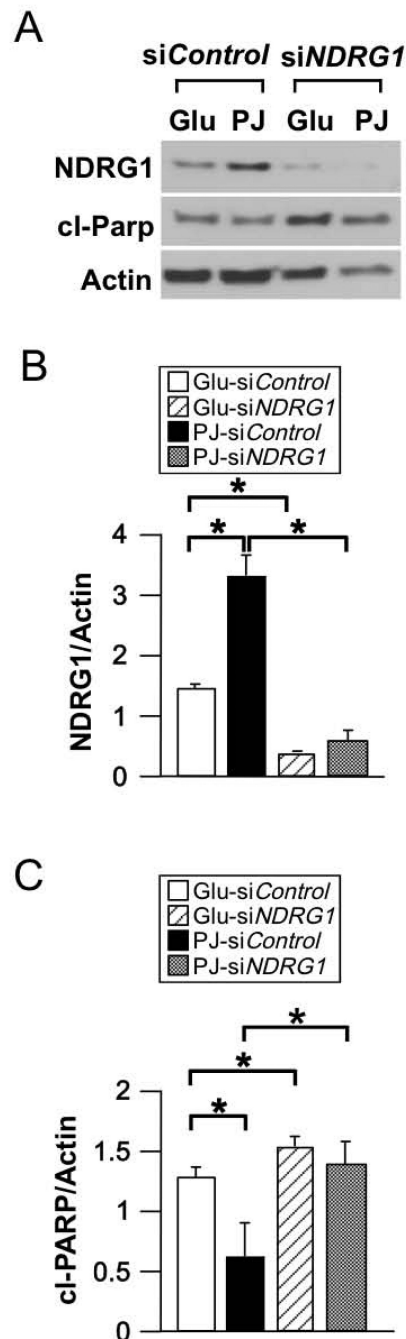 A
siControl siNDRG1
Glu PJ Glu PJ
NDRG1
cl-Parp
Actin
B
Glu-siControl
Glu-siNDRG1
PJ-siControl
PJ-siNDRG1
*
* *
NDRG1/Actin
4
3
2
1
0
C
Glu-siControl
Glu-siNDRG1
PJ-siControl
PJ-siNDRG1
*
*
*
cl-PARP/Actin
2
1.5
1
0.5
0